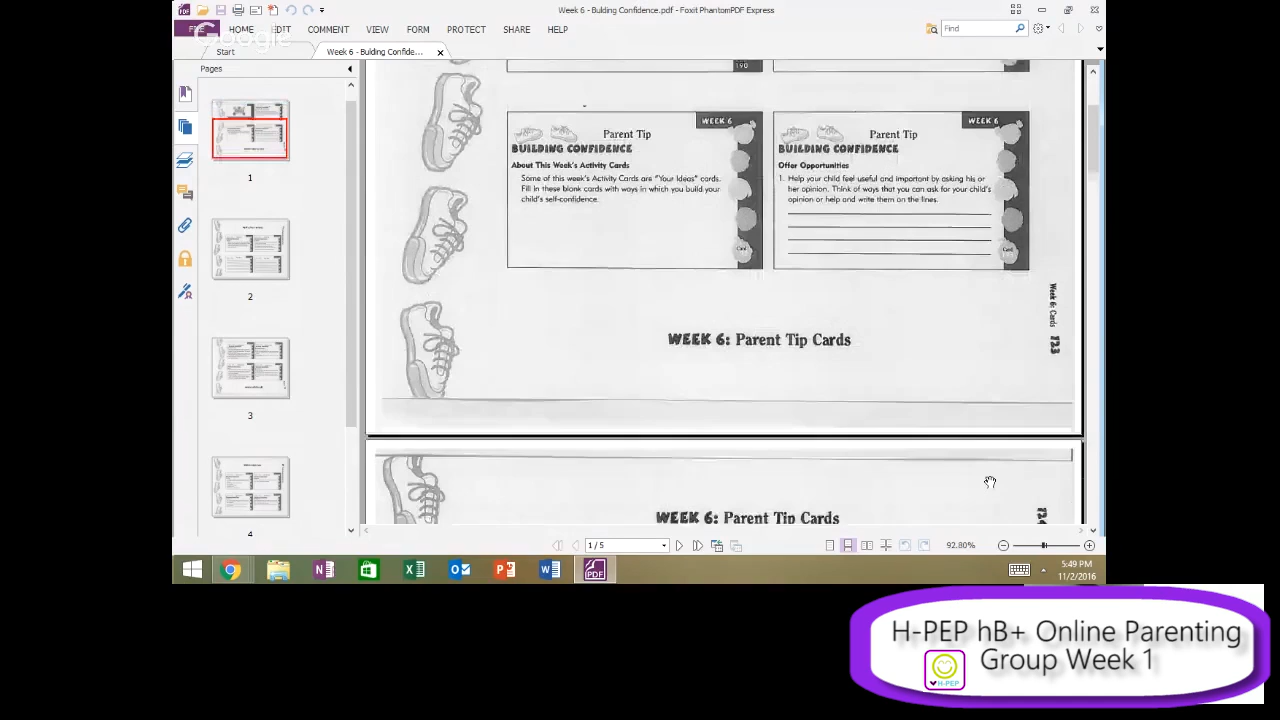 Week 6 - Bulding Confidence.pdf - Foxit PhantomPDF Express
Google
FILE HOME EDIT COMMENT VIEW FORM PROTECT SHARE HELP
Find
Start
Week 6 - Bulding Confide...
Pages
1
2
3
4
190
WEEK 6
Parent Tip
BUILDING CONFIDENCE
About This Week's Activity Cards
Some of this week's Activity Cards are "Your Ideas" cards.
Fill in these blank cards with ways in which you build your
child's self-confidence.
Card
WEEK 6
Parent Tip
BUILDING CONFIDENCE
Offer Opportunities
1. Help your child feel useful and important by asking his or
her opinion. Think of ways that you can ask for your child's
opinion or help and write them on the lines.
Card
Week 6: Cards 123
WEEK 6: Parent Tip Cards
WEEK 6: Parent Tip Cards
1 / 5
92.80%
5:49 PM
11/2/2016
H-PEP hB+ Online Parenting
Group Week 1
H-PEP